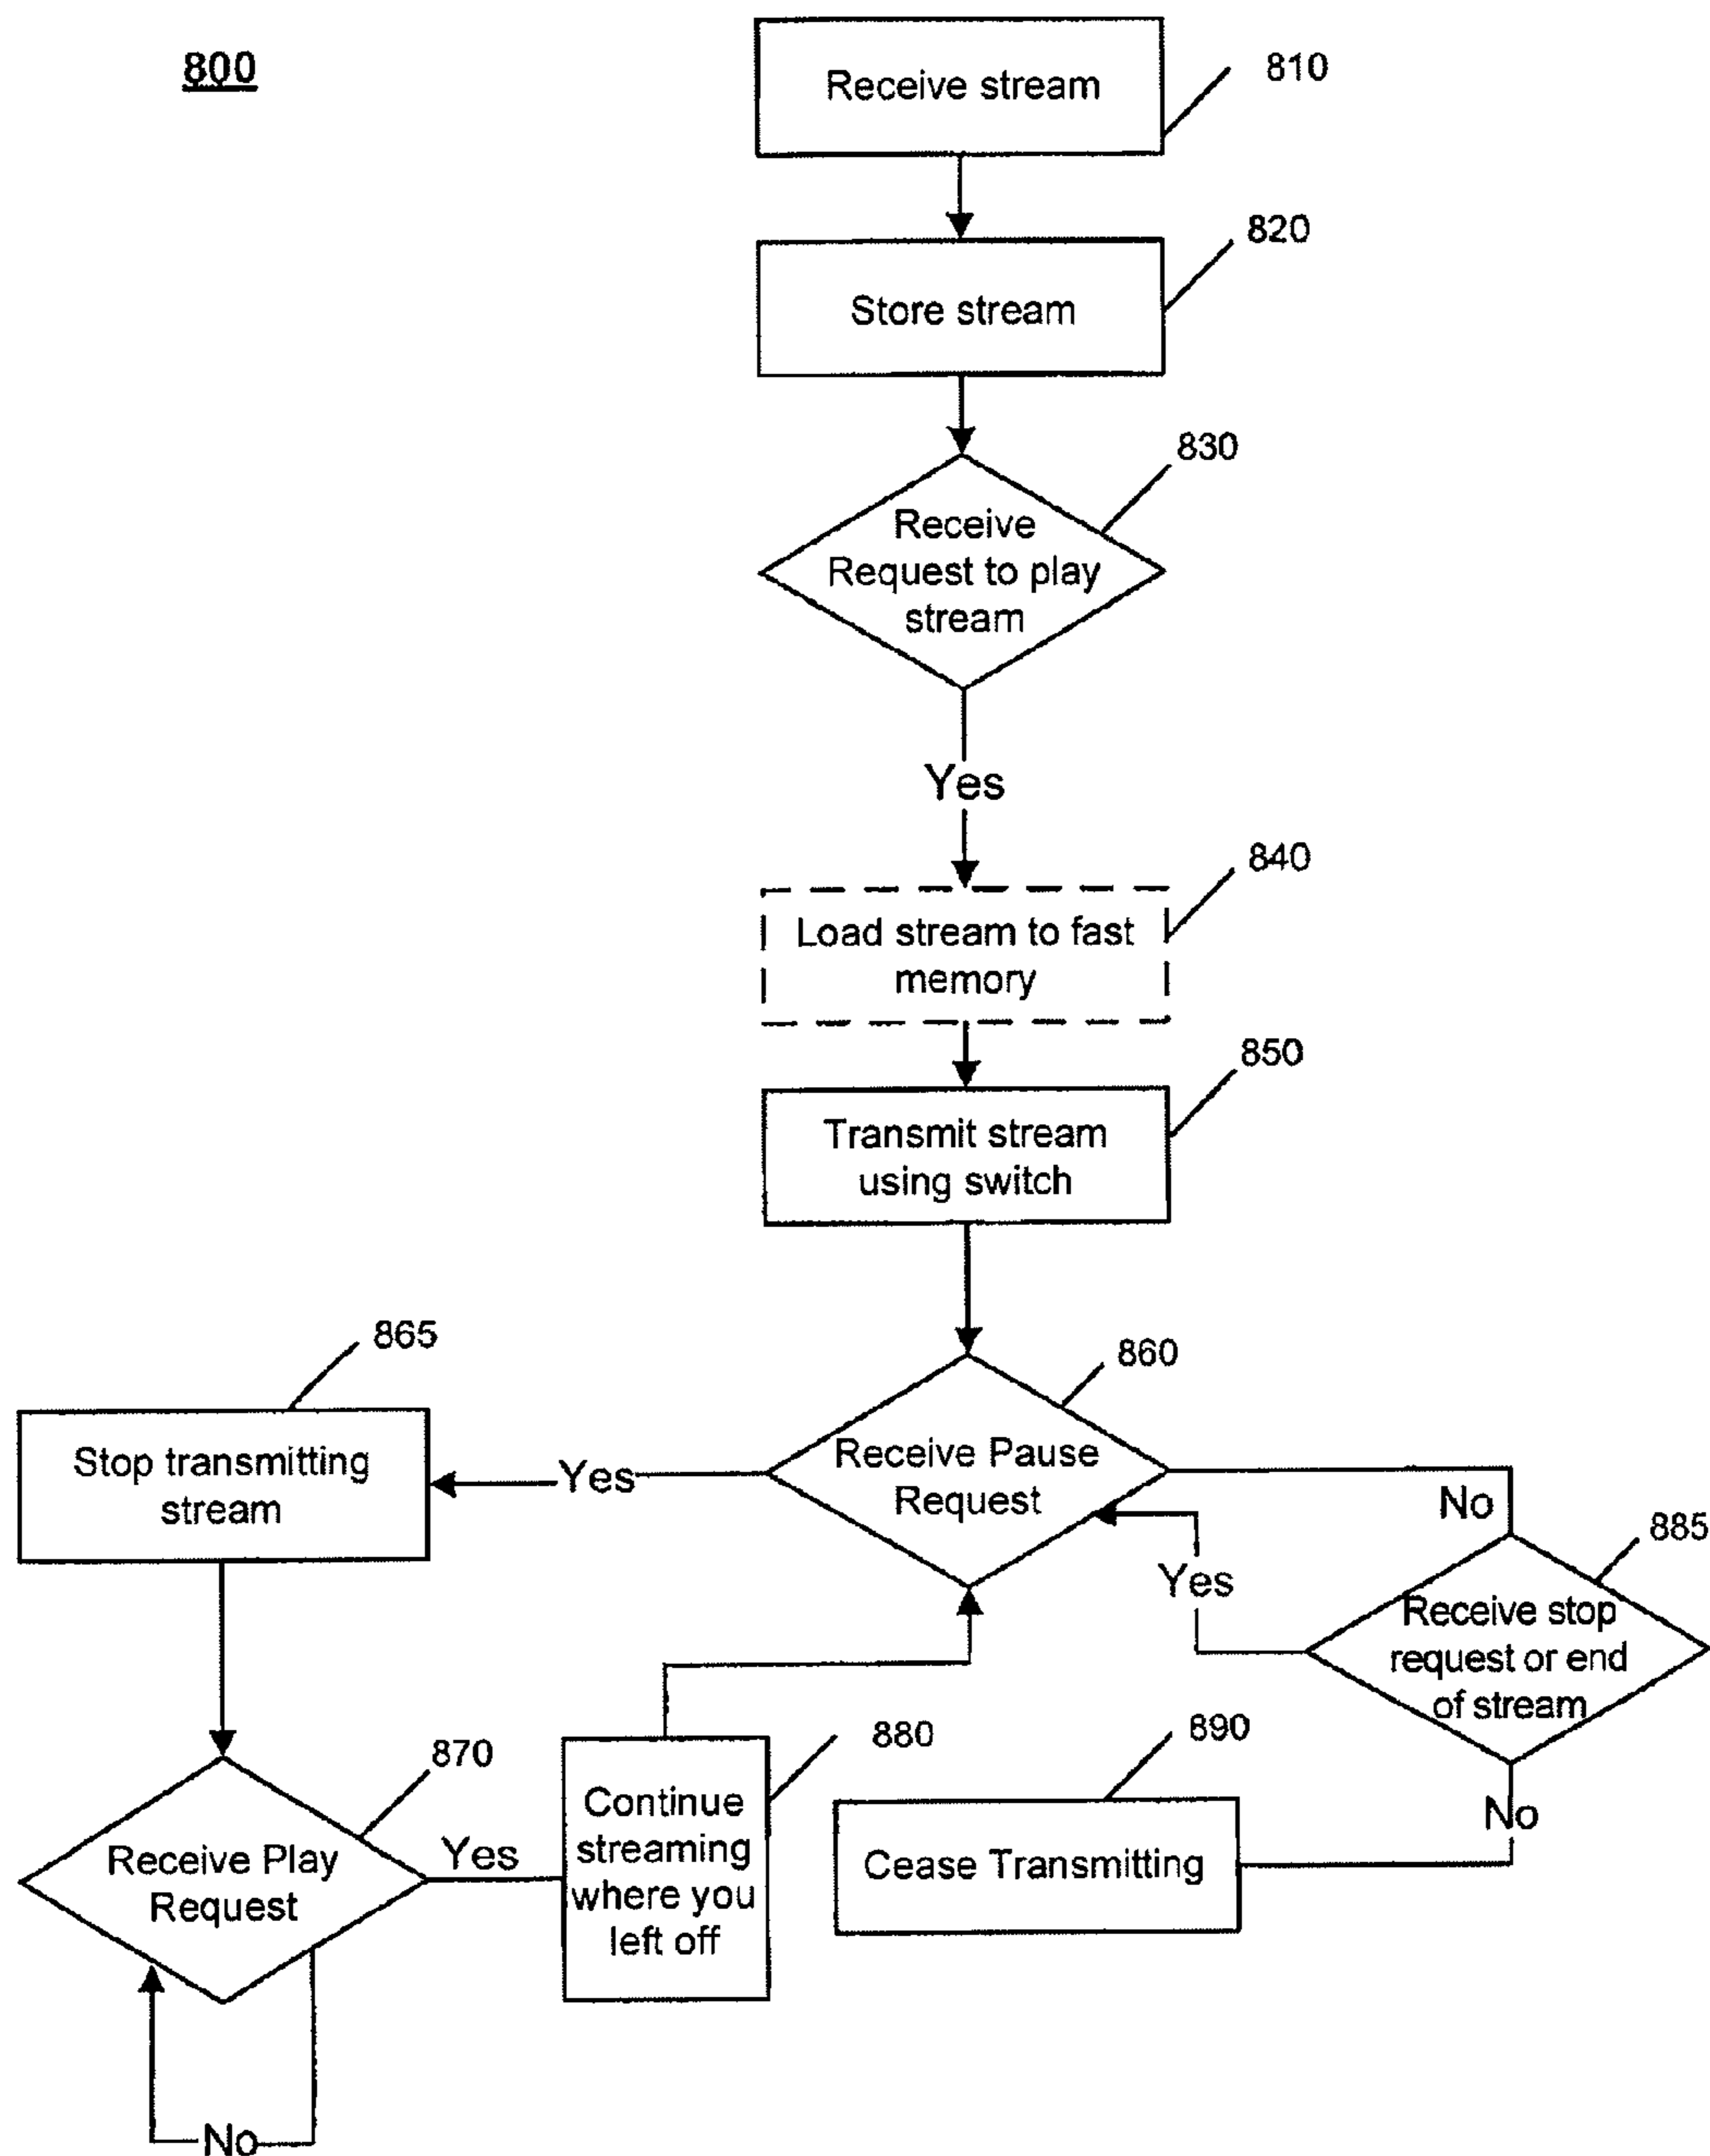 800
Receive stream
810
820
Store stream
830
Receive
Request to play
stream
Yes
840
Load stream to fast
memory
850
Transmit stream
using switch
865
860
Stop transmitting
stream
Yes
Receive Pause
Request
No
885
Yes
Receive stop
request or end
of stream
870
880
890
No
Receive Play
Request
Yes
Continue
streaming
where you
left off
Cease Transmitting
No